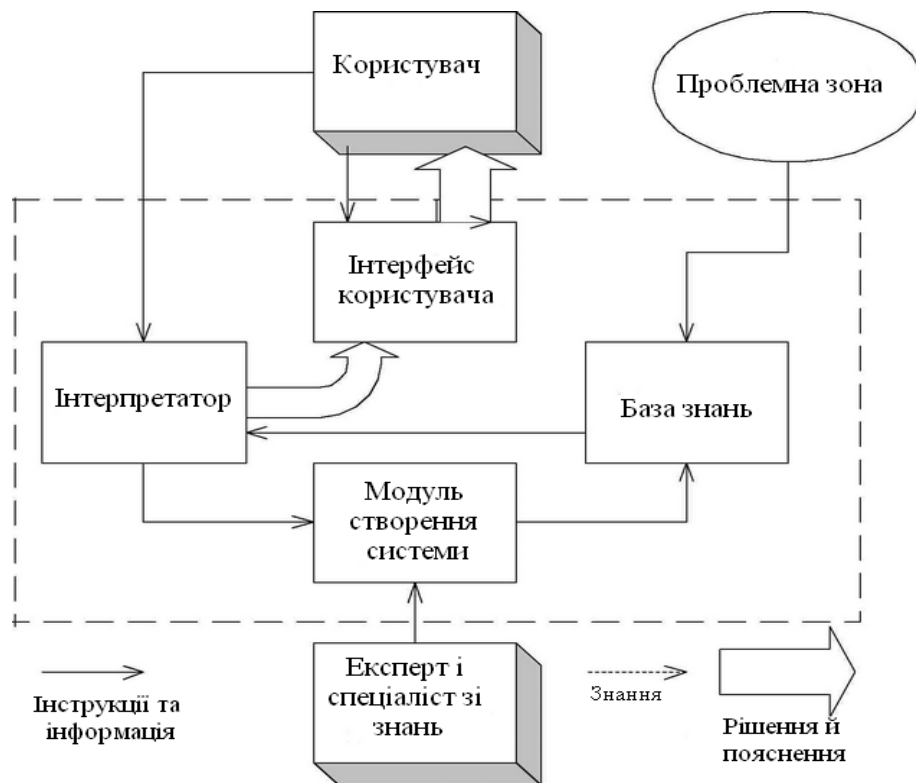 Користувач
Проблемна зона
Інтерфейс
користувача
Інтерпретатор
База знань
Модуль
створення
системи
Експерт і
спеціаліст зі
знань
Інструкції та
інформація
Знання
Рішення й
пояснення